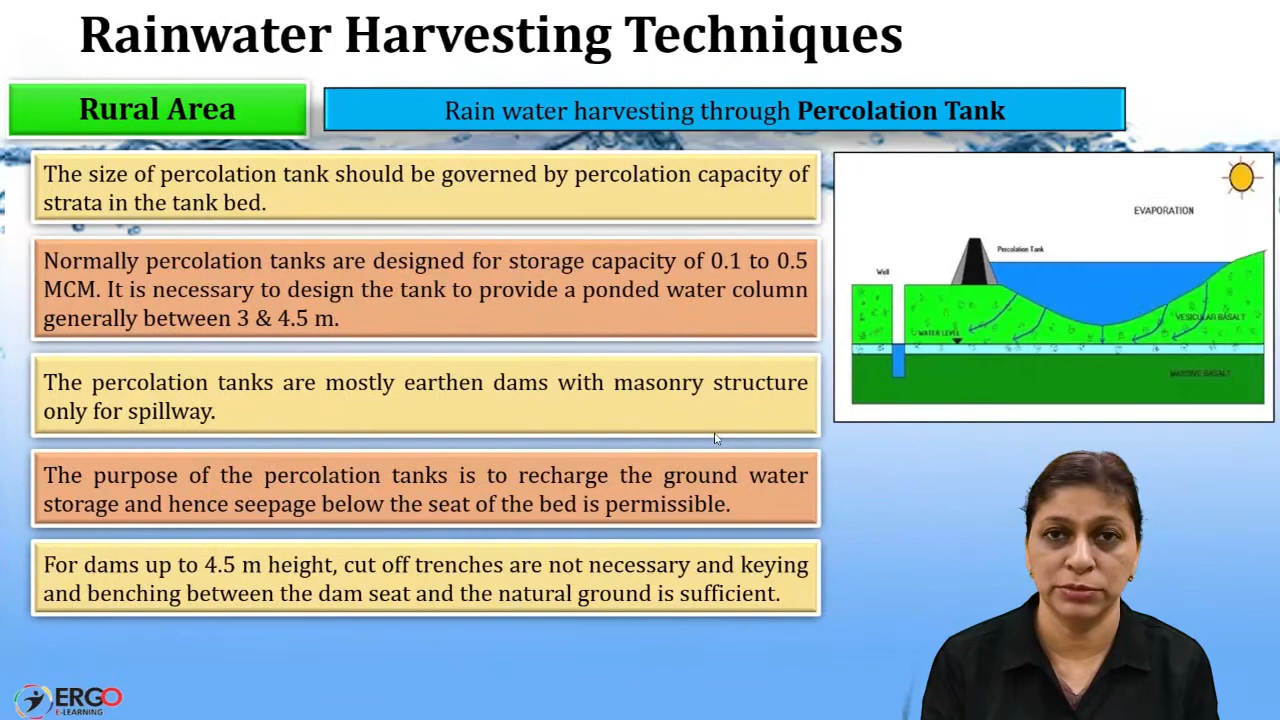 Rainwater Harvesting Techniques
Rural Area
Rain water harvesting through Percolation Tank
The size of percolation tank should be governed by percolation capacity of
strata in the tank bed.
Normally percolation tanks are designed for storage capacity of 0.1 to 0.5
MCM. It is necessary to design the tank to provide a ponded water column
generally between 3 & 4.5 m.
The percolation tanks are mostly earthen dams with masonry structure
only for spillway.
The purpose of the percolation tanks is to recharge the ground water
storage and hence seepage below the seat of the bed is permissible.
For dams up to 4.5 m height, cut off trenches are not necessary and keying
and benching between the dam seat and the natural ground is sufficient.
EVAPORATION
Percolation Tank
Well
VESICULAR BASALT
WATER LEVEL
MASSIVE BASALT
ERGO
E-LEARNING